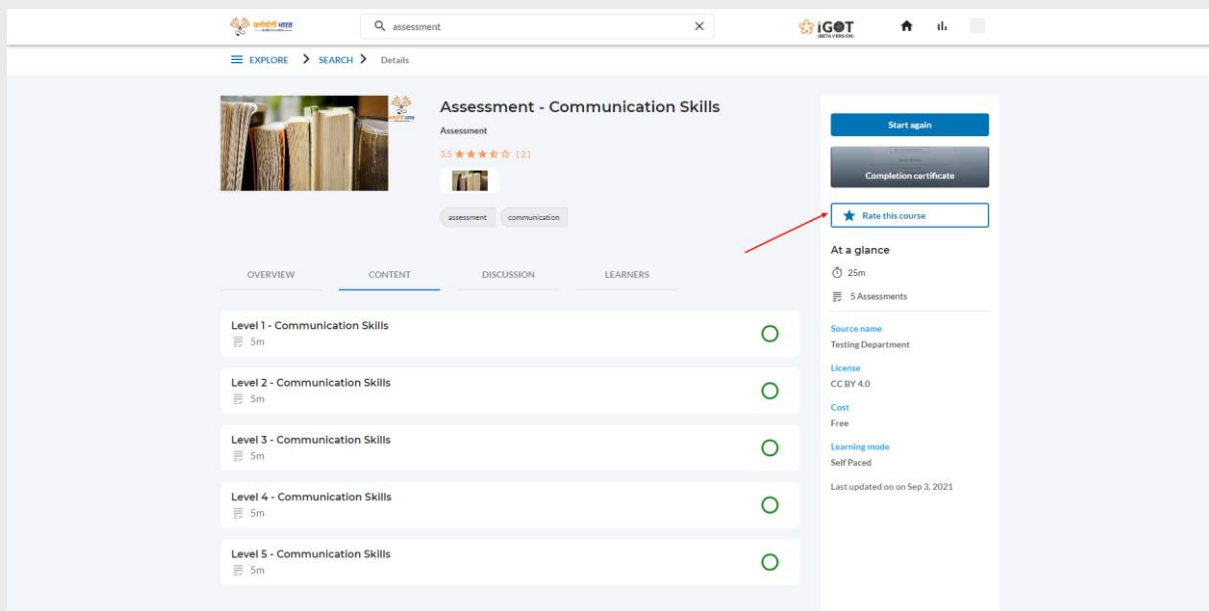 कर्मयोगी भारत
assessment
iGOT
(BETA VERSION)
EXPLORE
SEARCH
Details
Assessment - Communication Skills
Assessment
3.5 (2)
assessment
communication
Start again
Completion certificate
Rate this course
At a glance
25m
5 Assessments
OVERVIEW
CONTENT
DISCUSSION
LEARNERS
Level 1 - Communication Skills
5m
Level 2 - Communication Skills
5m
Level 3 - Communication Skills
5m
Level 4 - Communication Skills
5m
Level 5 - Communication Skills
5m
Source name
Testing Department
License
CC BY 4.0
Cost
Free
Learning mode
Self Paced
Last updated on on Sep 3, 2021